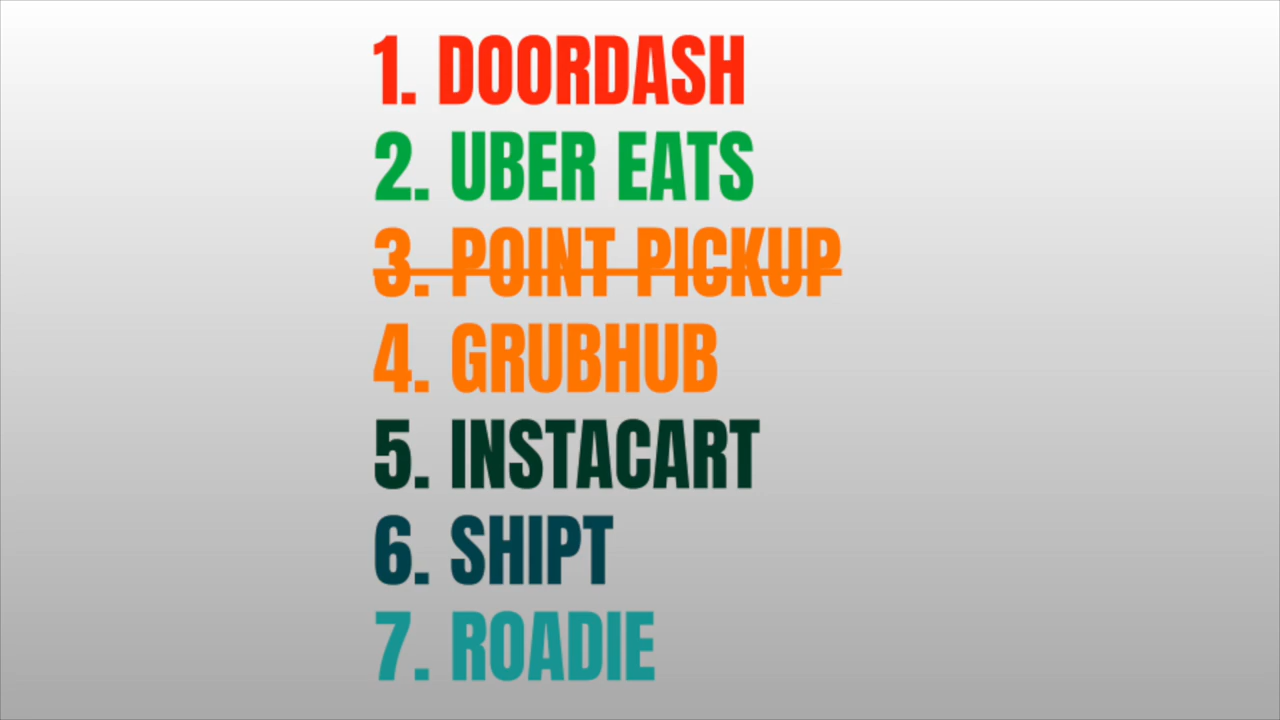 1. DOORDASH
2. UBER EATS
3. POINT PICKUP
4. GRUBHUB
5. INSTACART
6. SHIPT
7. ROADIE